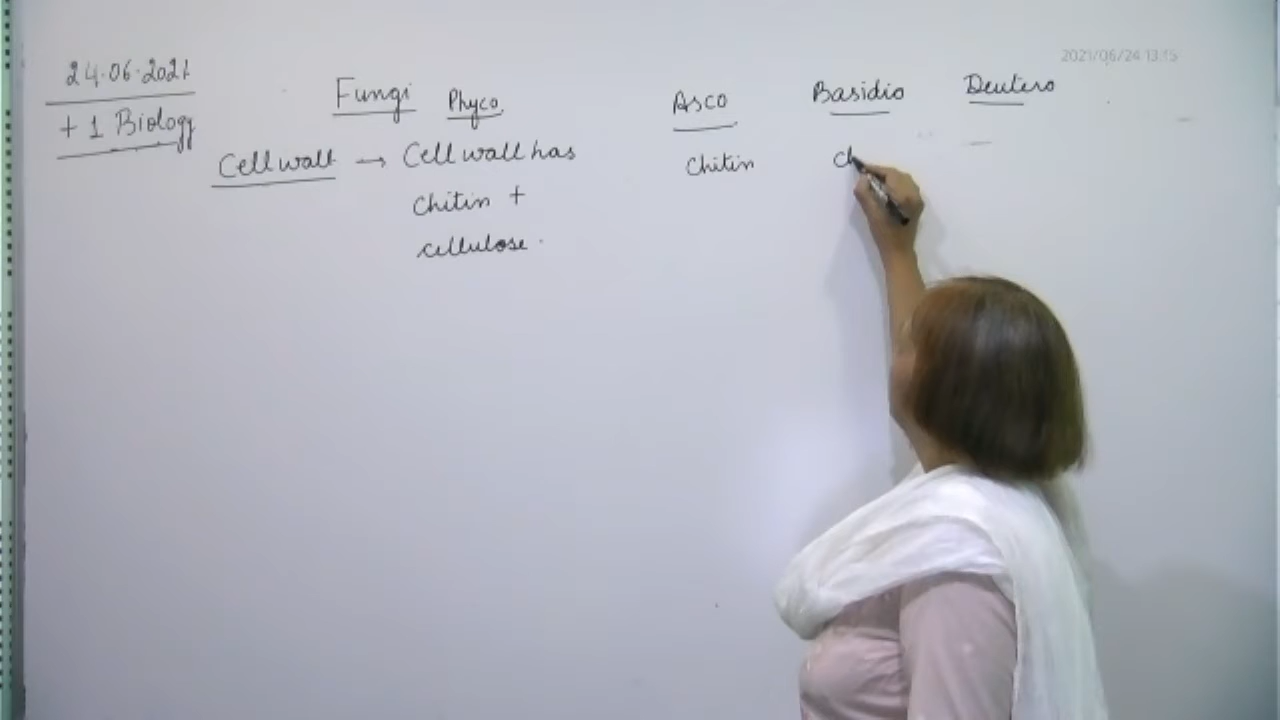 2021/06/24 13:15
24.06.2021
+ 1 Biology
Fungi Phyco Asco Basidio Deutero
Cell wall → Cell wall has Chitin Ch
Chitin +
cellulose.